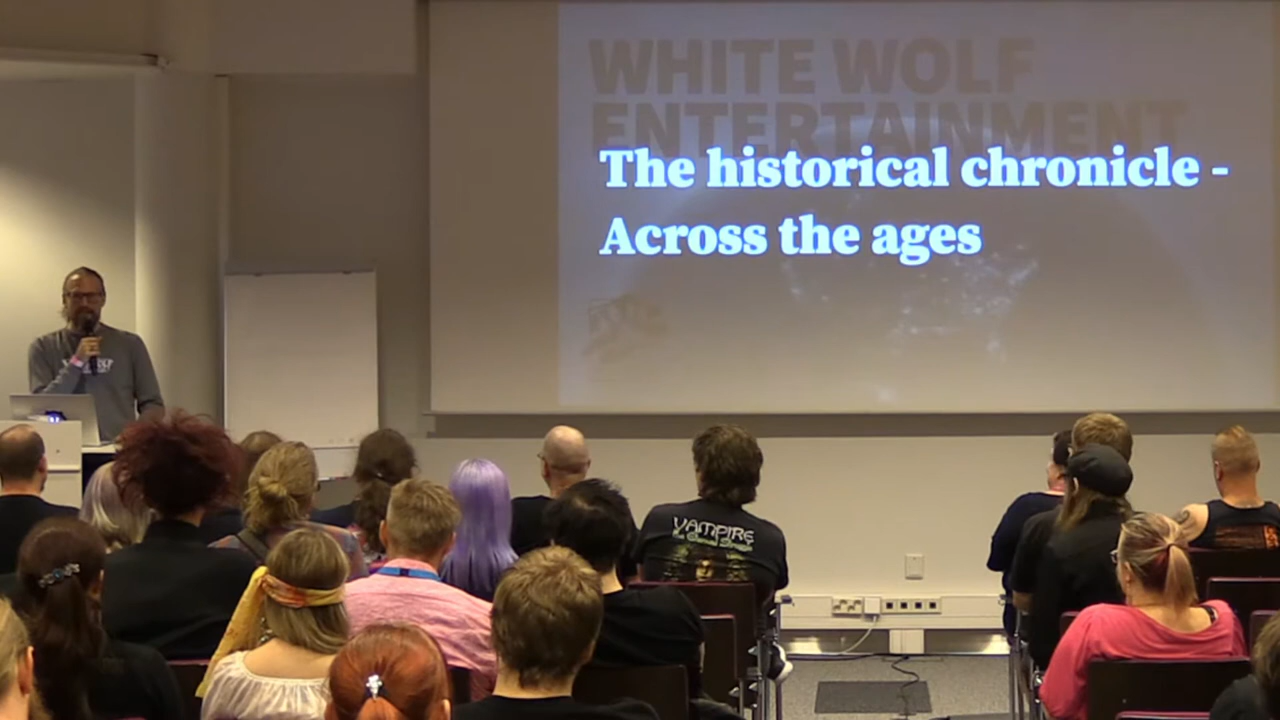 WHITE WOLF
ENTERTAINMENT
The historical chronicle -
Across the ages
VAMPIRE